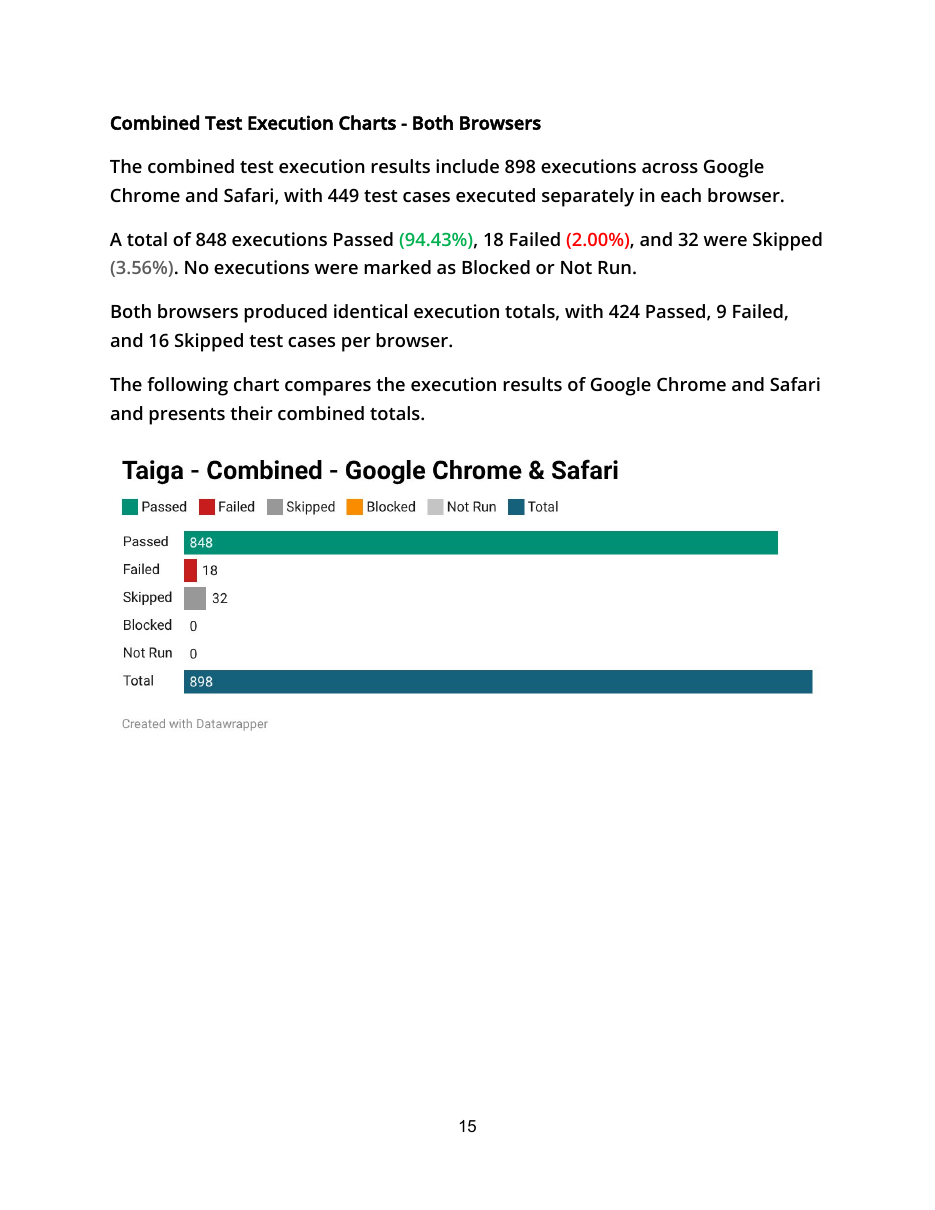 Combined Test Execution Charts - Both Browsers
The combined test execution results include 898 executions across Google
Chrome and Safari, with 449 test cases executed separately in each browser.
A total of 848 executions Passed (94.43%), 18 Failed (2.00%), and 32 were Skipped
(3.56%). No executions were marked as Blocked or Not Run.
Both browsers produced identical execution totals, with 424 Passed, 9 Failed,
and 16 Skipped test cases per browser.
The following chart compares the execution results of Google Chrome and Safari
and presents their combined totals.
Taiga - Combined - Google Chrome & Safari
Passed Failed Skipped Blocked Not Run Total
Passed 848
Failed 18
Skipped 32
Blocked 0
Not Run 0
Total 898
Created with Datawrapper
15